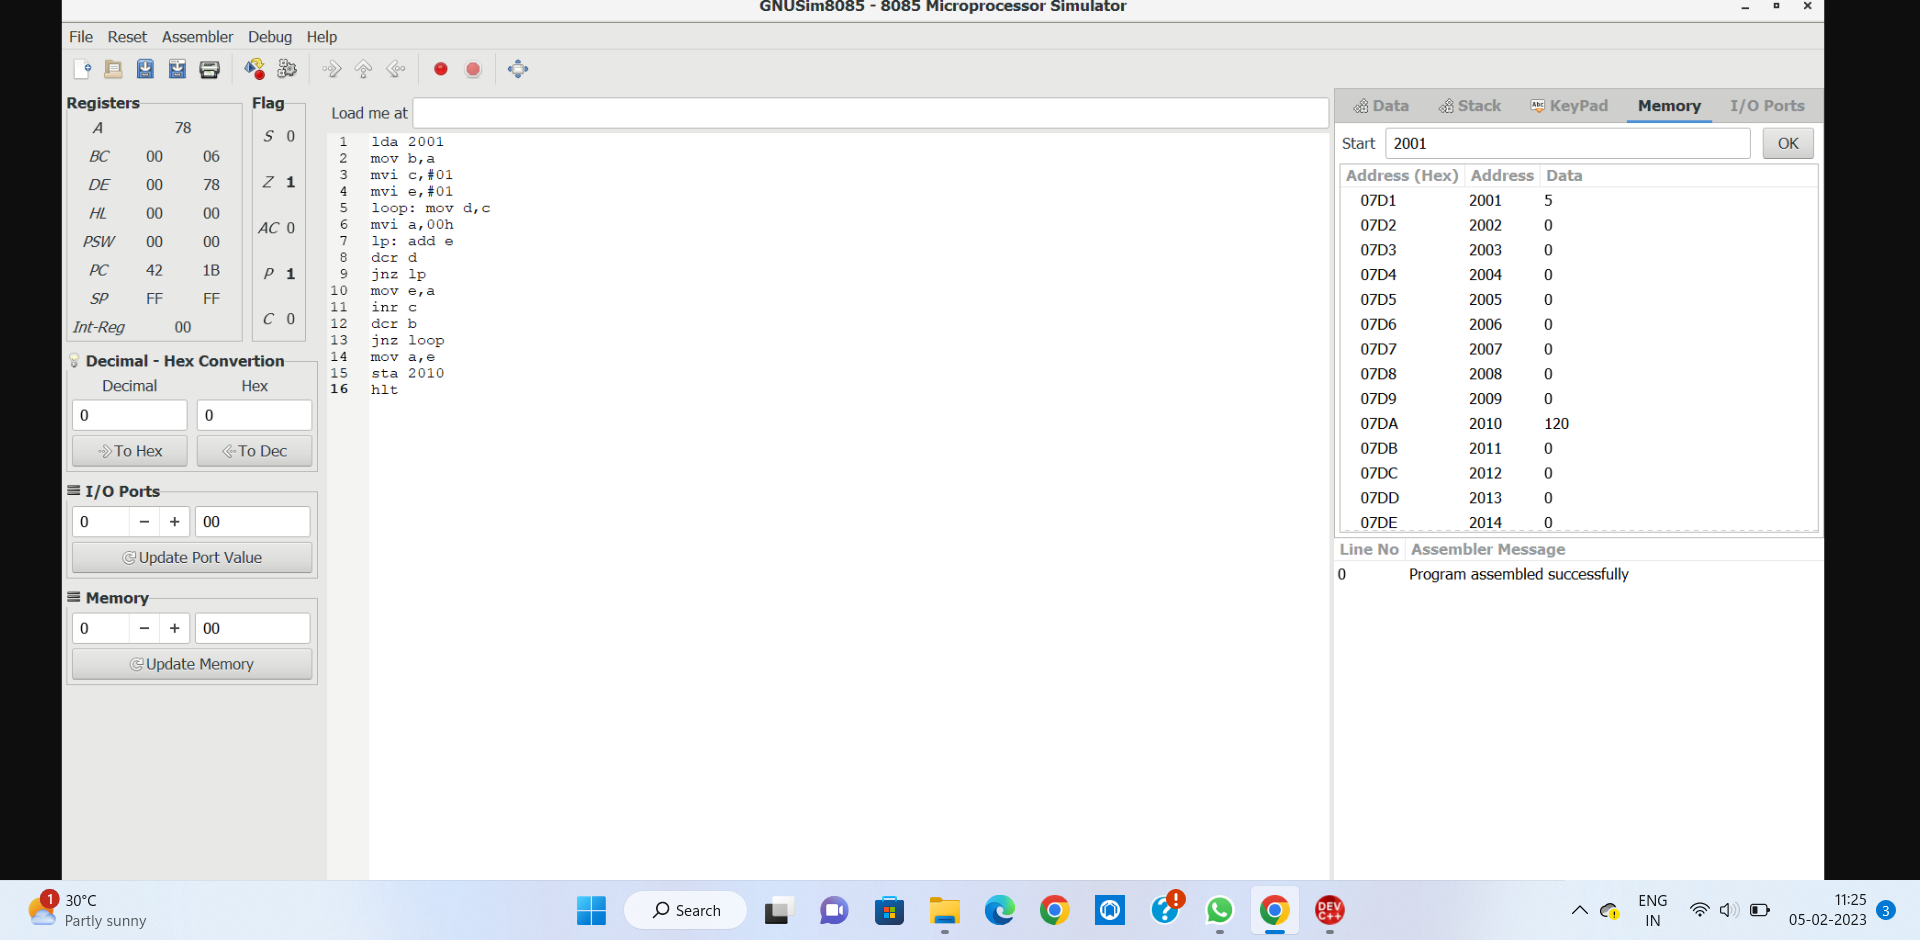 GNUSim8085 - 8085 Microprocessor Simulator
File Reset Assembler Debug Help
Registers
A 78
BC 00 06
DE 00 78
HL 00 00
PSW 00 00
PC 42 1B
SP FF FF
Int-Reg 00
Flag
S 0
Z 1
AC 0
P 1
C 0
Decimal - Hex Convertion
Decimal Hex
0 0
To Hex To Dec
I/O Ports
0 - + 00
Update Port Value
Memory
0 - + 00
Update Memory
Load me at
1 lda 2001
2 mov b,a
3 mvi c,#01
4 mvi e,#01
5 loop: mov d,c
6 mvi a,00h
7 lp: add e
8 dcr d
9 jnz lp
10 mov e,a
11 inr c
12 dcr b
13 jnz loop
14 mov a,e
15 sta 2010
16 hlt
Data Stack Abc KeyPad Memory I/O Ports
Start 2001 OK
Address (Hex) Address Data
07D1 2001 5
07D2 2002 0
07D3 2003 0
07D4 2004 0
07D5 2005 0
07D6 2006 0
07D7 2007 0
07D8 2008 0
07D9 2009 0
07DA 2010 120
07DB 2011 0
07DC 2012 0
07DD 2013 0
07DE 2014 0
Line No Assembler Message
0 Program assembled successfully
1 30°C
Partly sunny
Search
DEV
C++
ENG
IN
11:25
05-02-2023
3